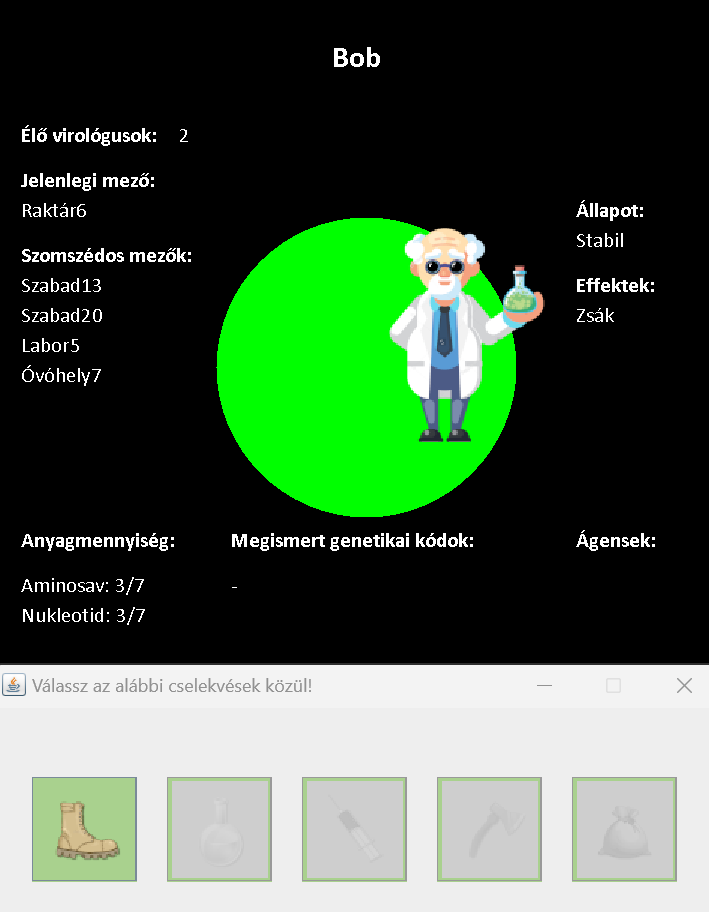 Bob
Élő virológusok: 2
Jelenlegi mező:
Raktár6
Szomszédos mezők:
Szabad13
Szabad20
Labor5
Óvóhely7
Állapot:
Stabil
Effektek:
Zsák
Anyagmennyiség:
Aminosav: 3/7
Nukleotid: 3/7
Megismert genetikai kódok:
-
Ágensek:
Válassz az alábbi cselekvések közül!